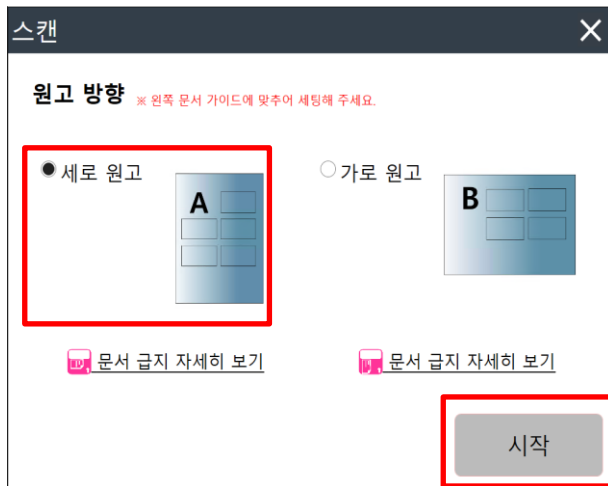 스캔
원고 방향 ※ 왼쪽 문서 가이드에 맞추어 세팅해 주세요.
세로 원고
A
가로 원고
B
문서 급지 자세히 보기
문서 급지 자세히 보기
시작